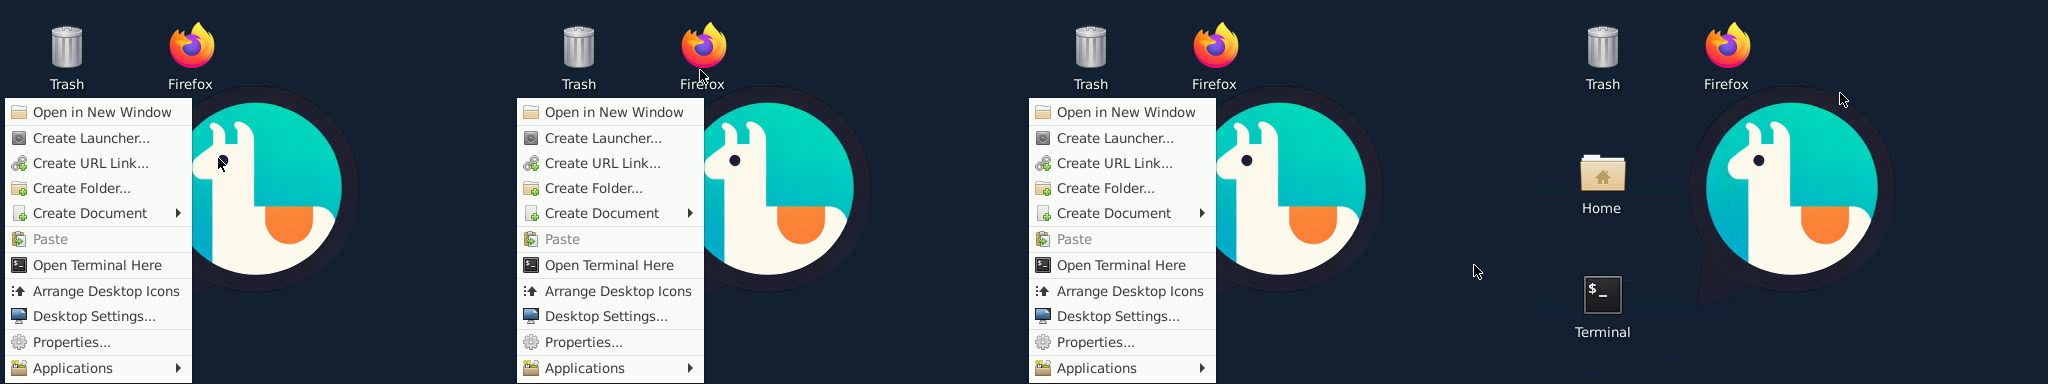 Trash
Firefox
Open in New Window
Create Launcher...
Create URL Link...
Create Folder...
Create Document
Paste
Open Terminal Here
Arrange Desktop Icons
Desktop Settings...
Properties...
Applications
Trash
Firefox
Open in New Window
Create Launcher...
Create URL Link...
Create Folder...
Create Document
Paste
Open Terminal Here
Arrange Desktop Icons
Desktop Settings...
Properties...
Applications
Trash
Firefox
Open in New Window
Create Launcher...
Create URL Link...
Create Folder...
Create Document
Paste
Open Terminal Here
Arrange Desktop Icons
Desktop Settings...
Properties...
Applications
Trash
Firefox
Home
$_
Terminal